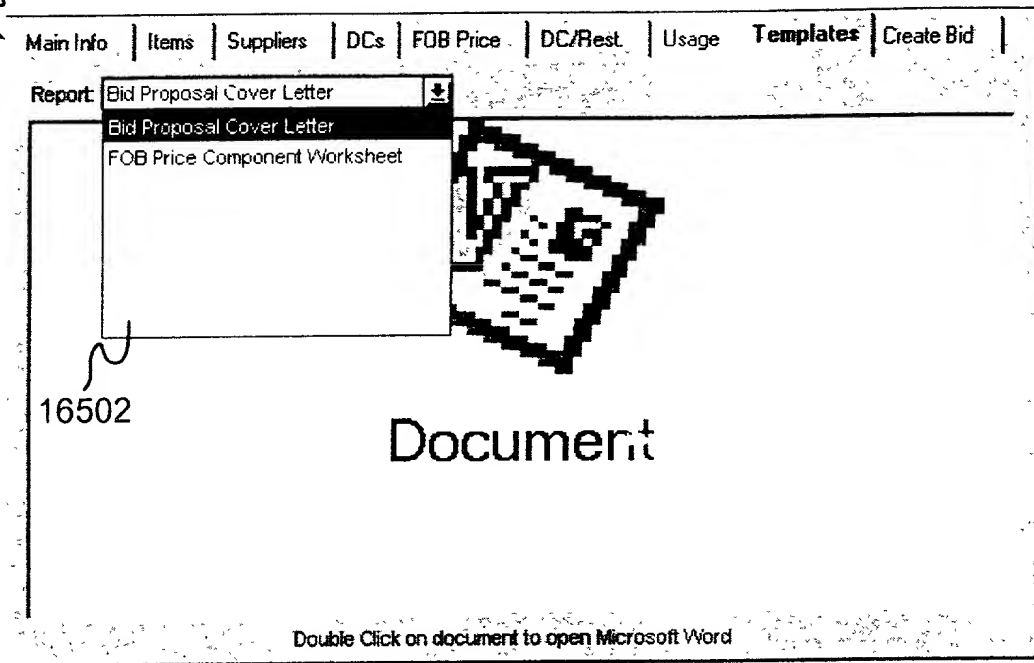 Main Info Items Suppliers DCs FOB Price DC/Rest. Usage Templates Create Bid
Report: Bid Proposal Cover Letter
Bid Proposal Cover Letter
FOB Price Component Worksheet
16502
Document
Double Click on document to open Microsoft Word